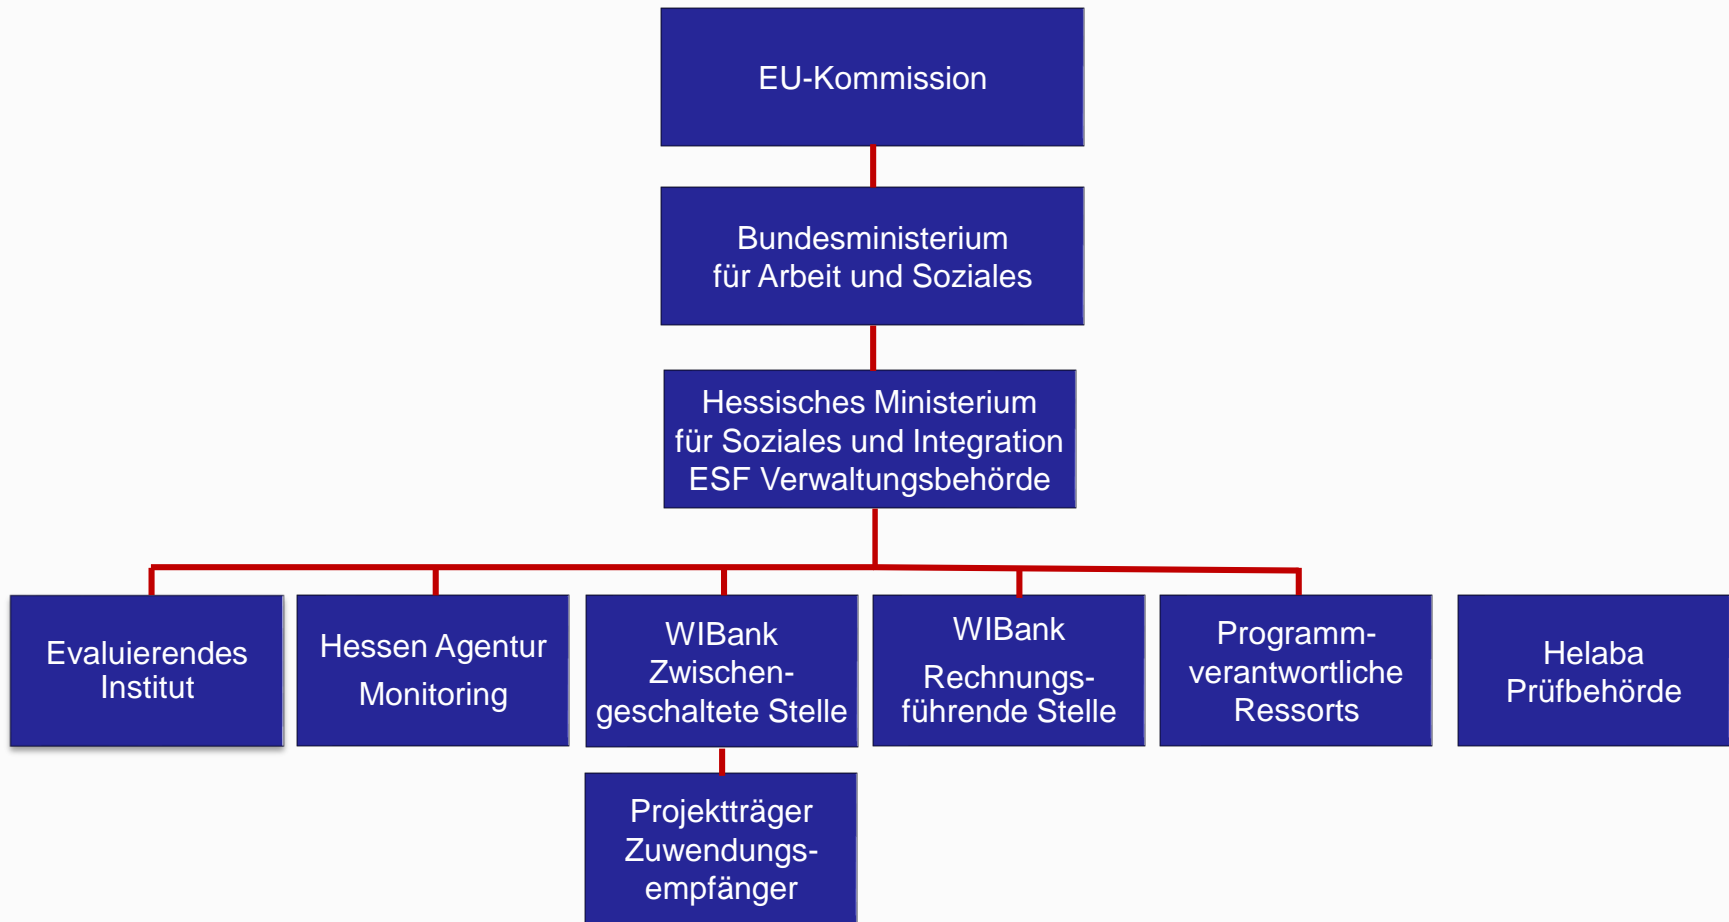 EU-Kommission
Bundesministerium
für Arbeit und Soziales
Hessisches Ministerium
für Soziales und Integration
ESF Verwaltungsbehörde
Evaluierendes
Institut
Hessen Agentur
Monitoring
WIBank
Zwischen-
geschaltete Stelle
WIBank
Rechnungs-
führende Stelle
Programm-
verantwortliche
Ressorts
Helaba
Prüfbehörde
Projektträger
Zuwendungs-
empfänger